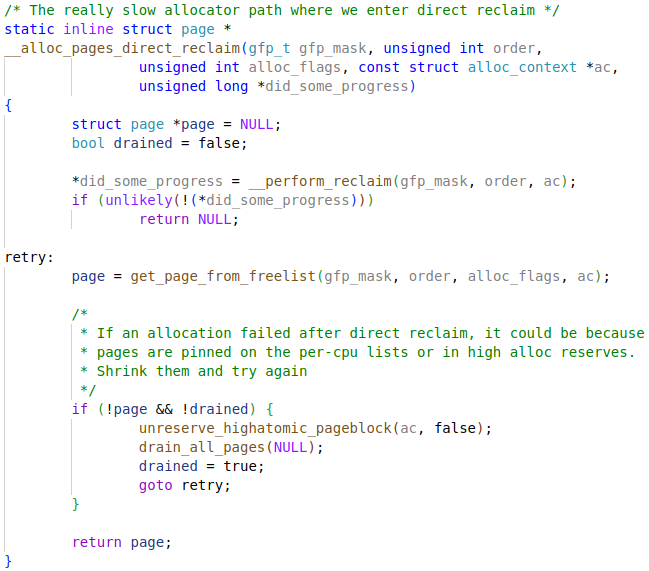 /* The really slow allocator path where we enter direct reclaim */
static inline struct page *
__alloc_pages_direct_reclaim(gfp_t gfp_mask, unsigned int order,
		unsigned int alloc_flags, const struct alloc_context *ac,
		unsigned long *did_some_progress)
{
	struct page *page = NULL;
	bool drained = false;

	*did_some_progress = __perform_reclaim(gfp_mask, order, ac);
	if (unlikely(!(*did_some_progress)))
		return NULL;

retry:
	page = get_page_from_freelist(gfp_mask, order, alloc_flags, ac);

	/*
	 * If an allocation failed after direct reclaim, it could be because
	 * pages are pinned on the per-cpu lists or in high alloc reserves.
	 * Shrink them and try again
	 */
	if (!page && !drained) {
		unreserve_highatomic_pageblock(ac, false);
		drain_all_pages(NULL);
		drained = true;
		goto retry;
	}

	return page;
}